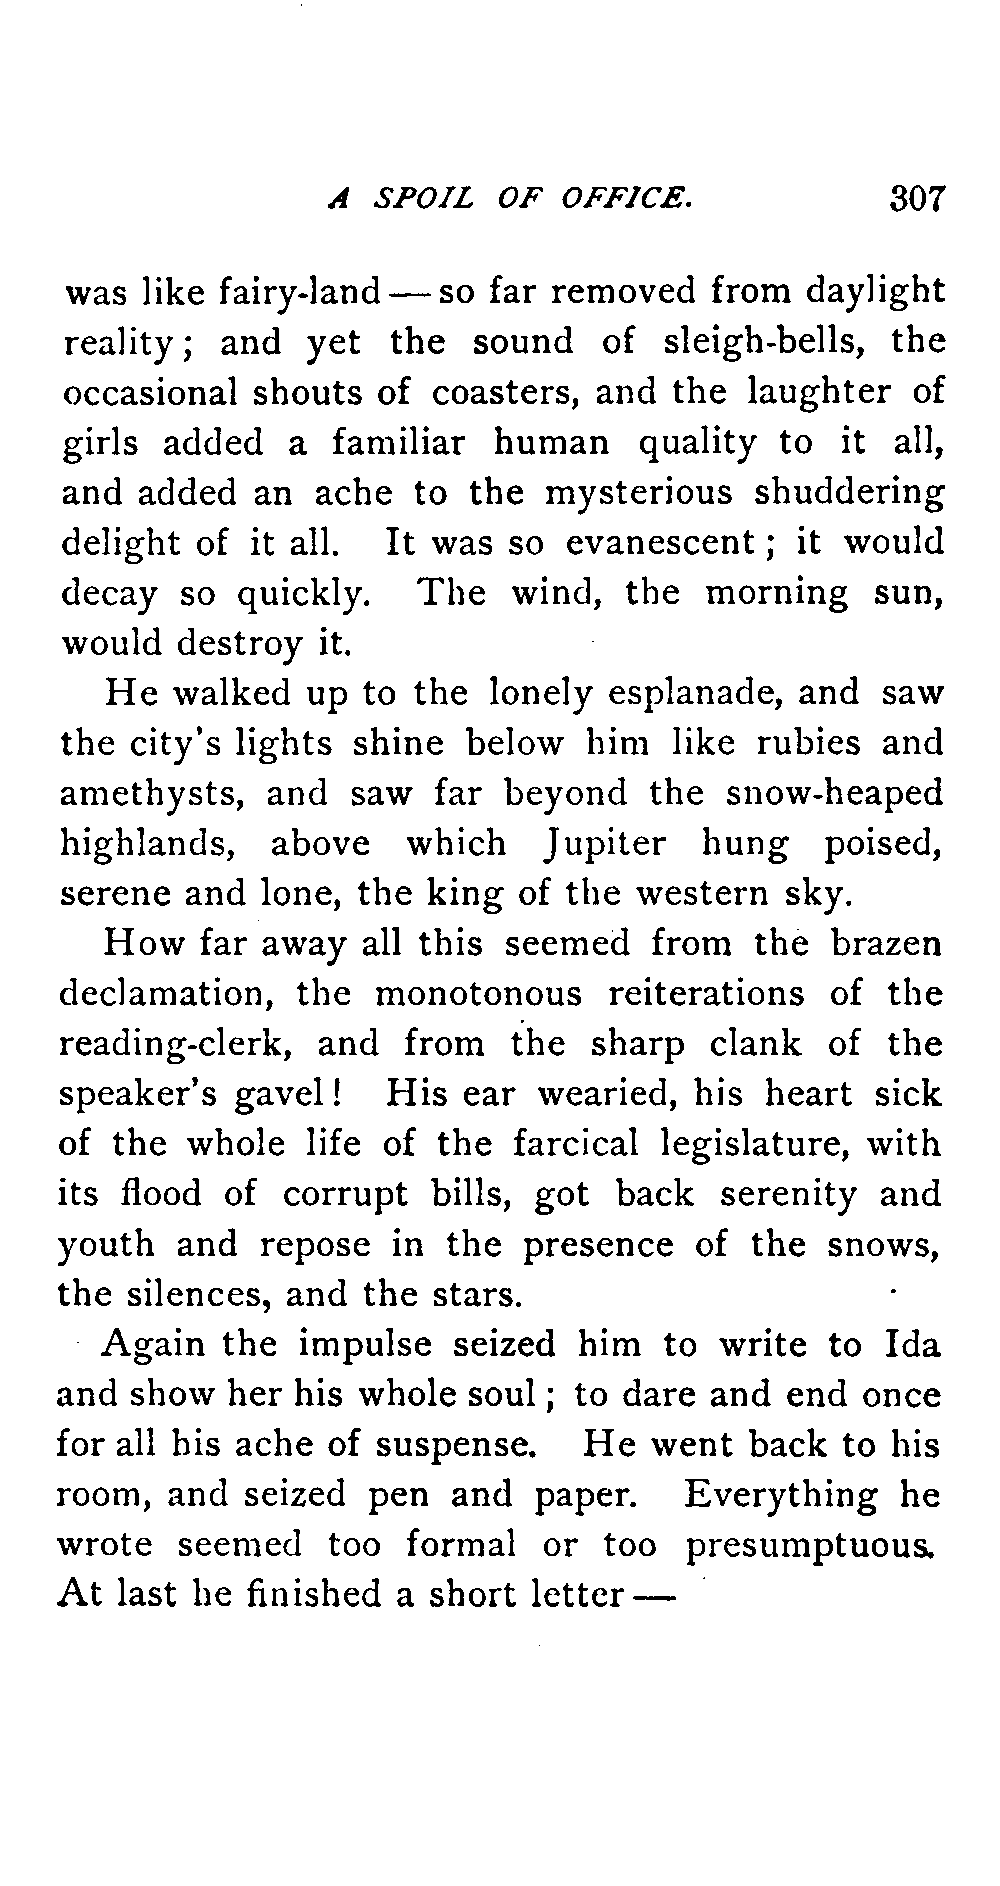 A SPOIL OF OFFICE. 307
was like fairy-land — so far removed from daylight
reality; and yet the sound of sleigh-bells, the
occasional shouts of coasters, and the laughter of
girls added a familiar human quality to it all,
and added an ache to the mysterious shuddering
delight of it all. It was so evanescent; it would
decay so quickly. The wind, the morning sun,
would destroy it.
He walked up to the lonely esplanade, and saw
the city's lights shine below him like rubies and
amethysts, and saw far beyond the snow-heaped
highlands, above which Jupiter hung poised,
serene and lone, the king of the western sky.
How far away all this seemed from the brazen
declamation, the monotonous reiterations of the
reading-clerk, and from the sharp clank of the
speaker's gavel! His ear wearied, his heart sick
of the whole life of the farcical legislature, with
its flood of corrupt bills, got back serenity and
youth and repose in the presence of the snows,
the silences, and the stars.
Again the impulse seized him to write to Ida
and show her his whole soul; to dare and end once
for all his ache of suspense. He went back to his
room, and seized pen and paper. Everything he
wrote seemed too formal or too presumptuous.
At last he finished a short letter —